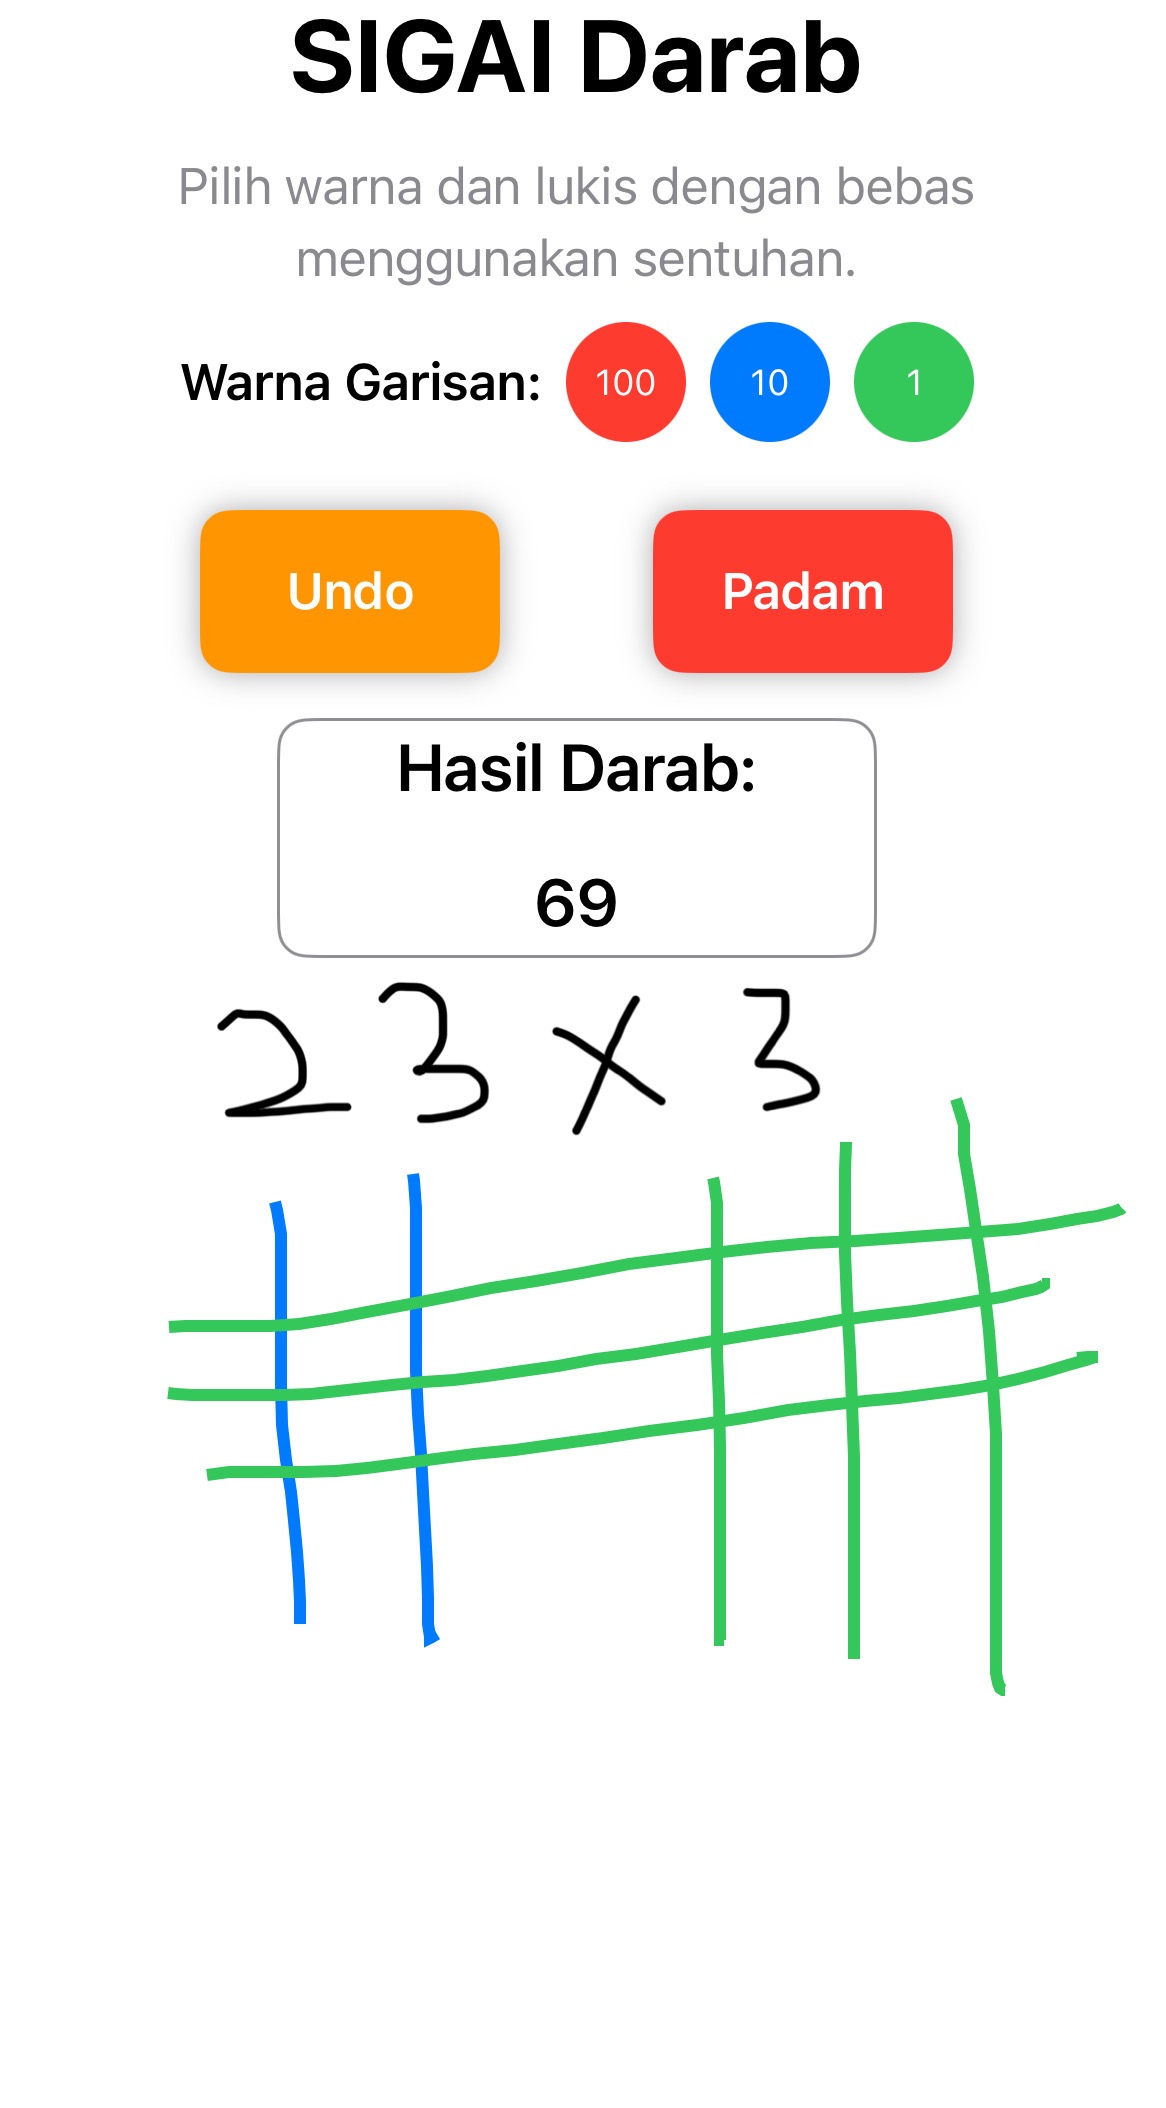 SIGAI Darab
Pilih warna dan lukis dengan bebas
menggunakan sentuhan.
Warna Garisan: 100 10 1
Undo Padam
Hasil Darab:
69
23 x 3